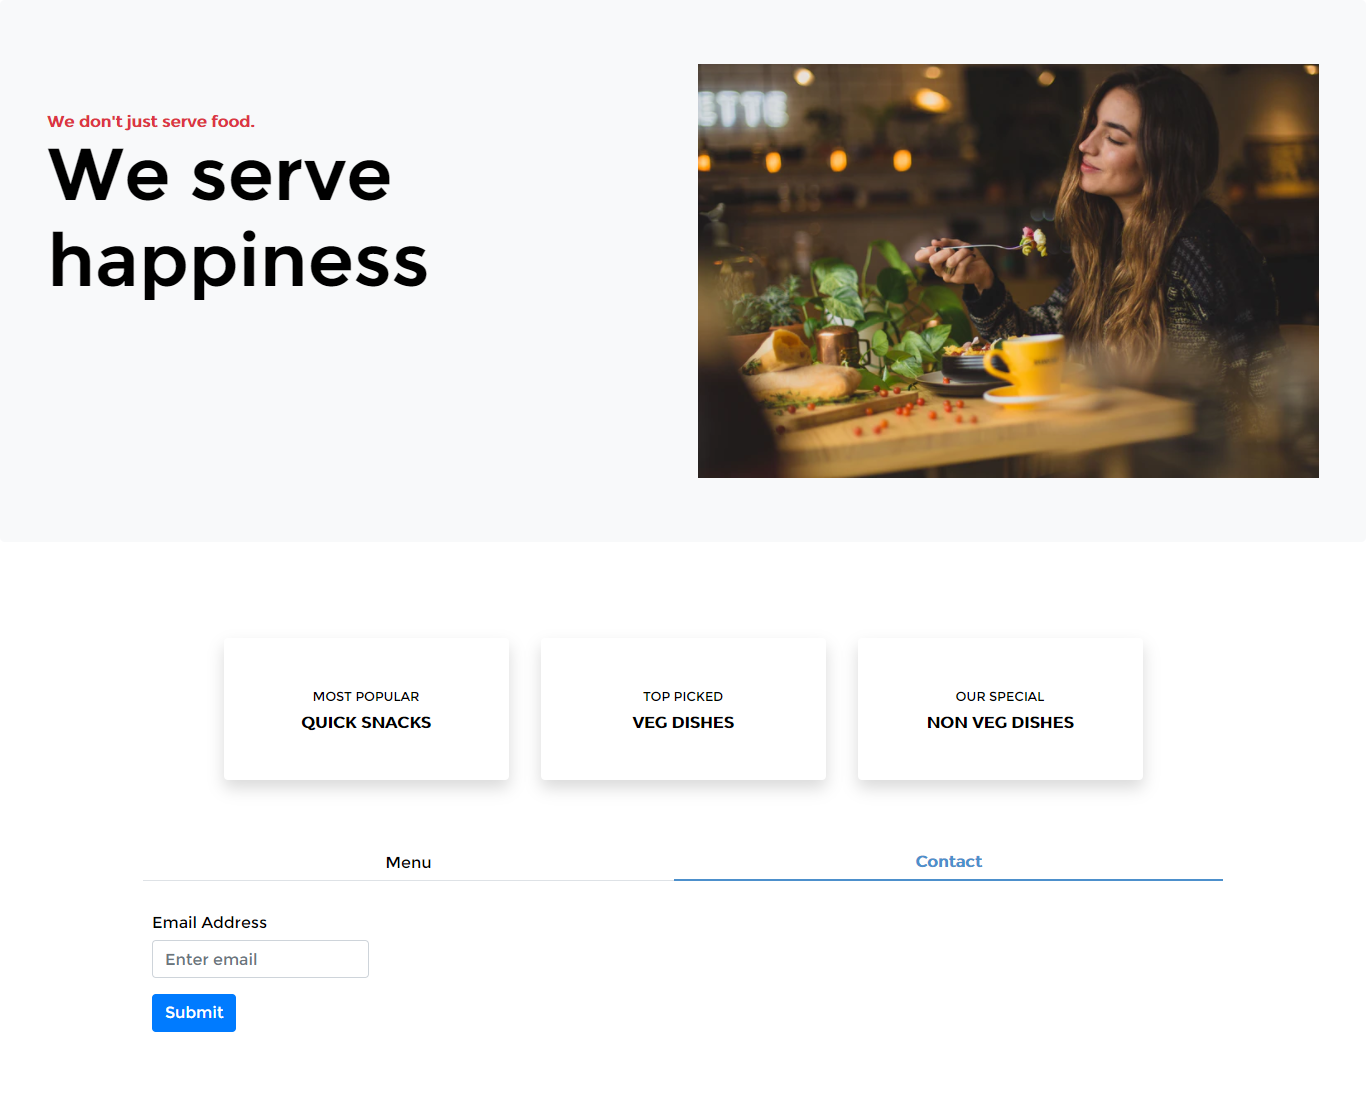 We don't just serve food.
We serve
happiness
ETTE
MOST POPULAR
QUICK SNACKS
TOP PICKED
VEG DISHES
OUR SPECIAL
NON VEG DISHES
Menu
Contact
Email Address
Enter email
Submit